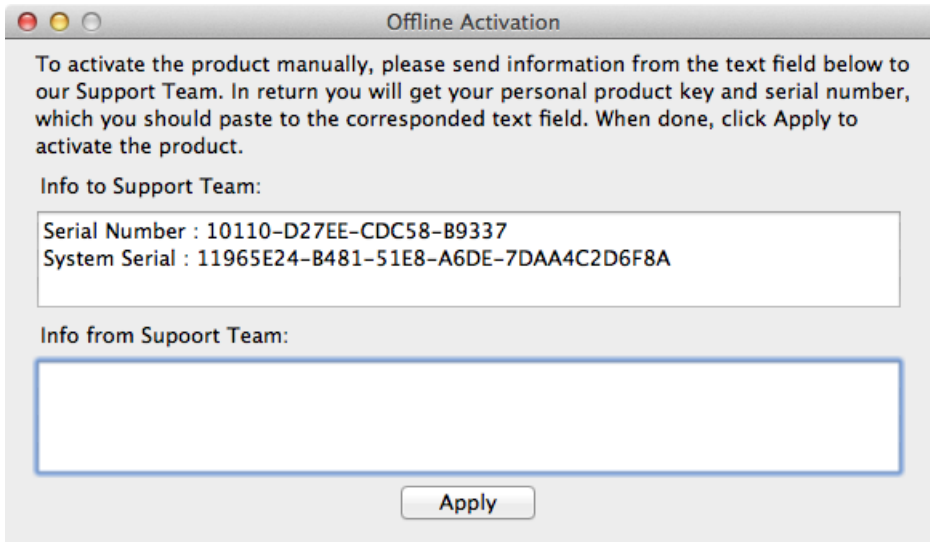 Offline Activation
To activate the product manually, please send information from the text field below to
our Support Team. In return you will get your personal product key and serial number,
which you should paste to the corresponded text field. When done, click Apply to
activate the product.
Info to Support Team:
Serial Number : 10110-D27EE-CDC58-B9337
System Serial : 11965E24-B481-51E8-A6DE-7DAA4C2D6F8A
Info from Supoort Team:
Apply